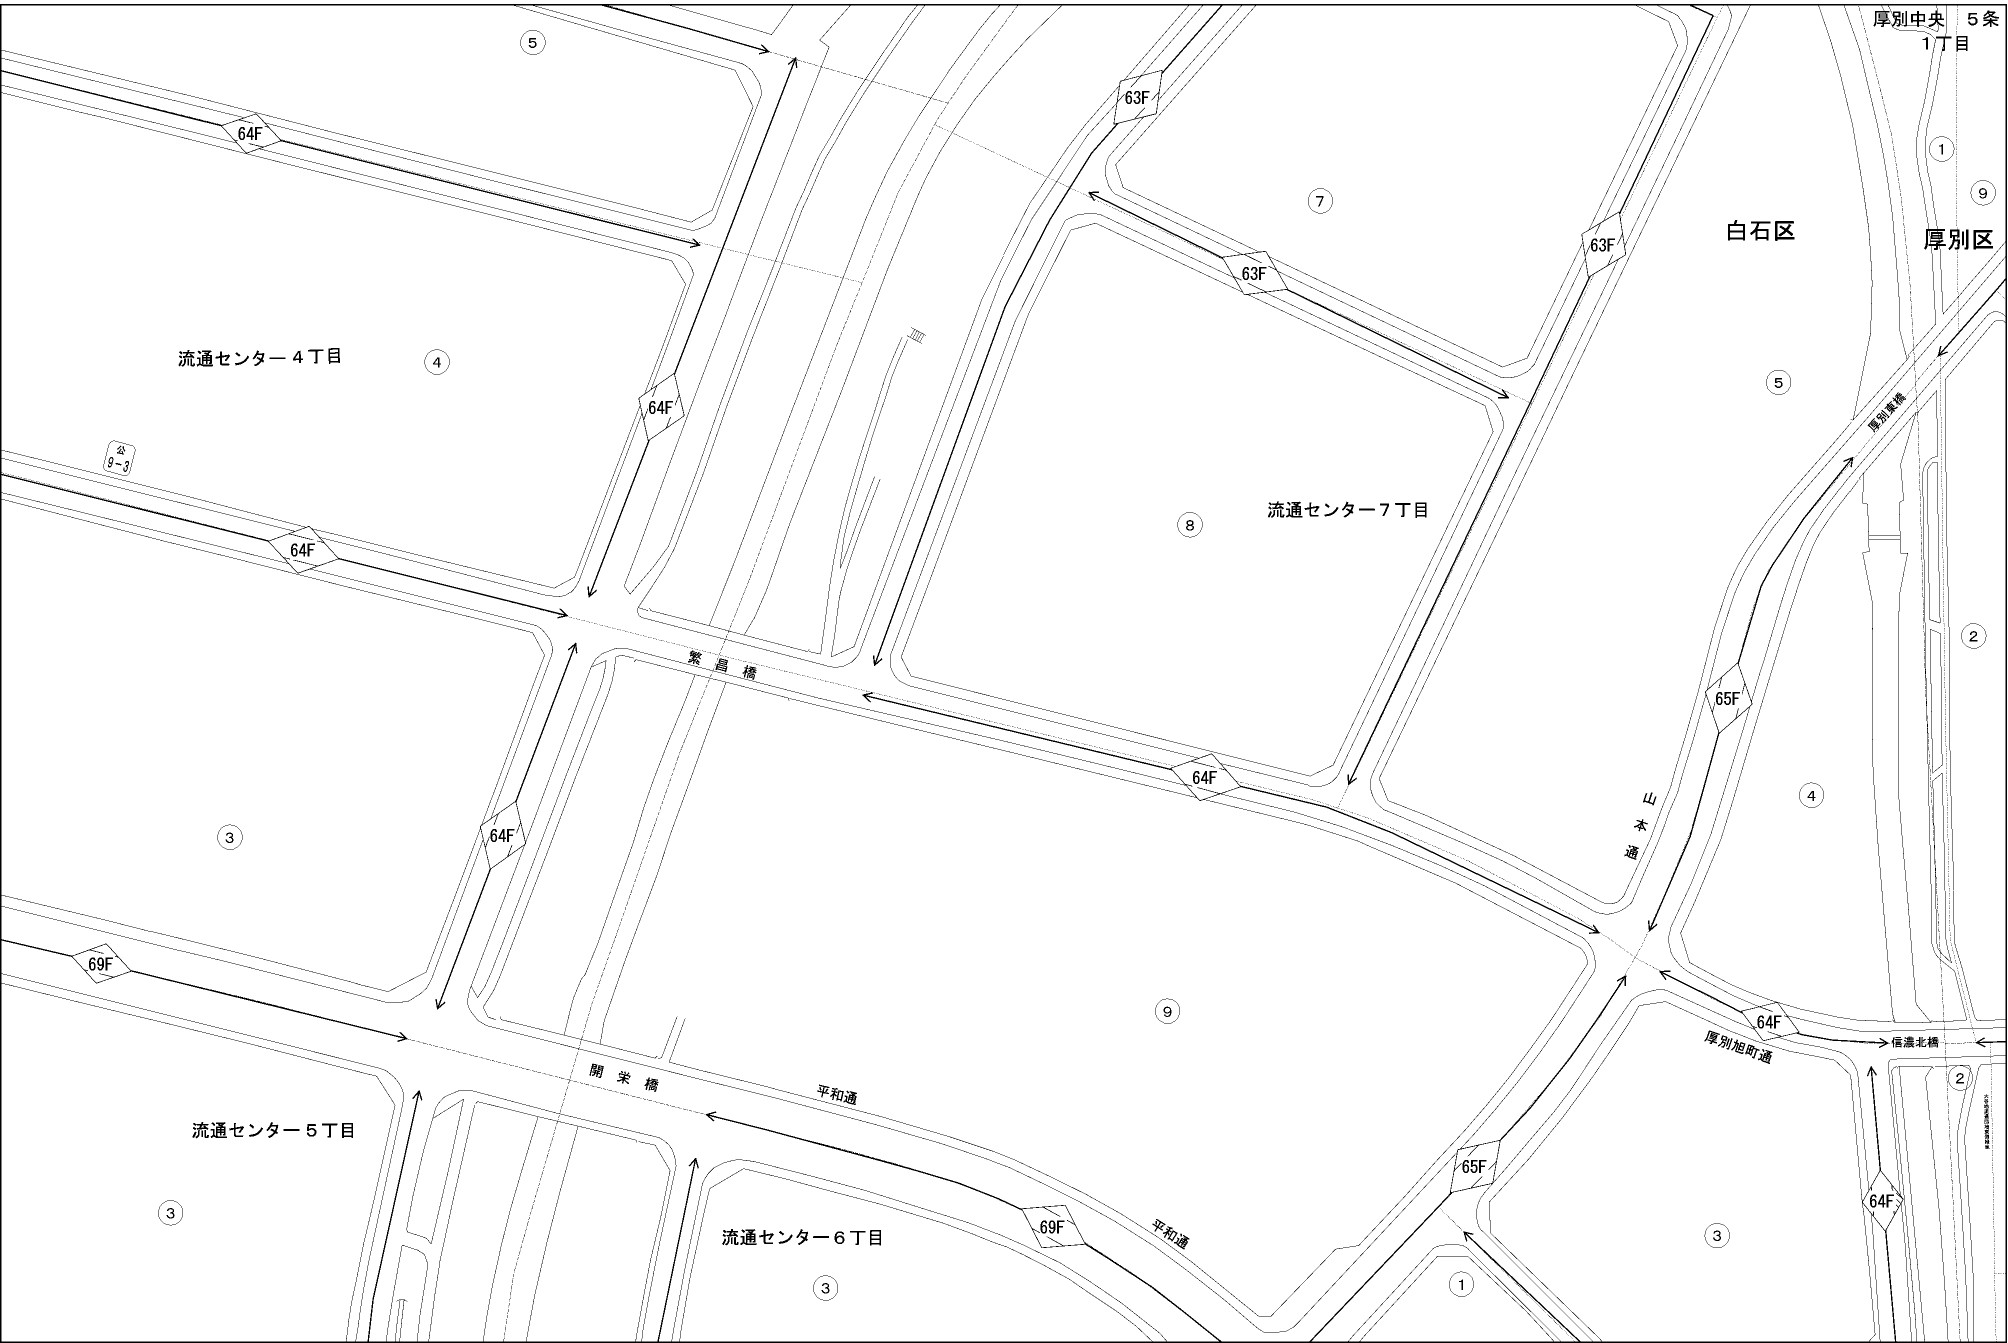 厚別中央　5条
1丁目
5
63F
64F
1
7
9
63F
白石区
厚別区
63F
流通センター4丁目
4
5
64F
厚別東橋
公
9-3
流通センター7丁目
8
64F
2
繁昌橋
65F
64F
山本通
4
3
64F
69F
9
64F
厚別旭町通
信濃北橋
開栄橋
平和通
2
流通センター5丁目
65F
64F
3
流通センター6丁目
69F
平和通
3
3
1